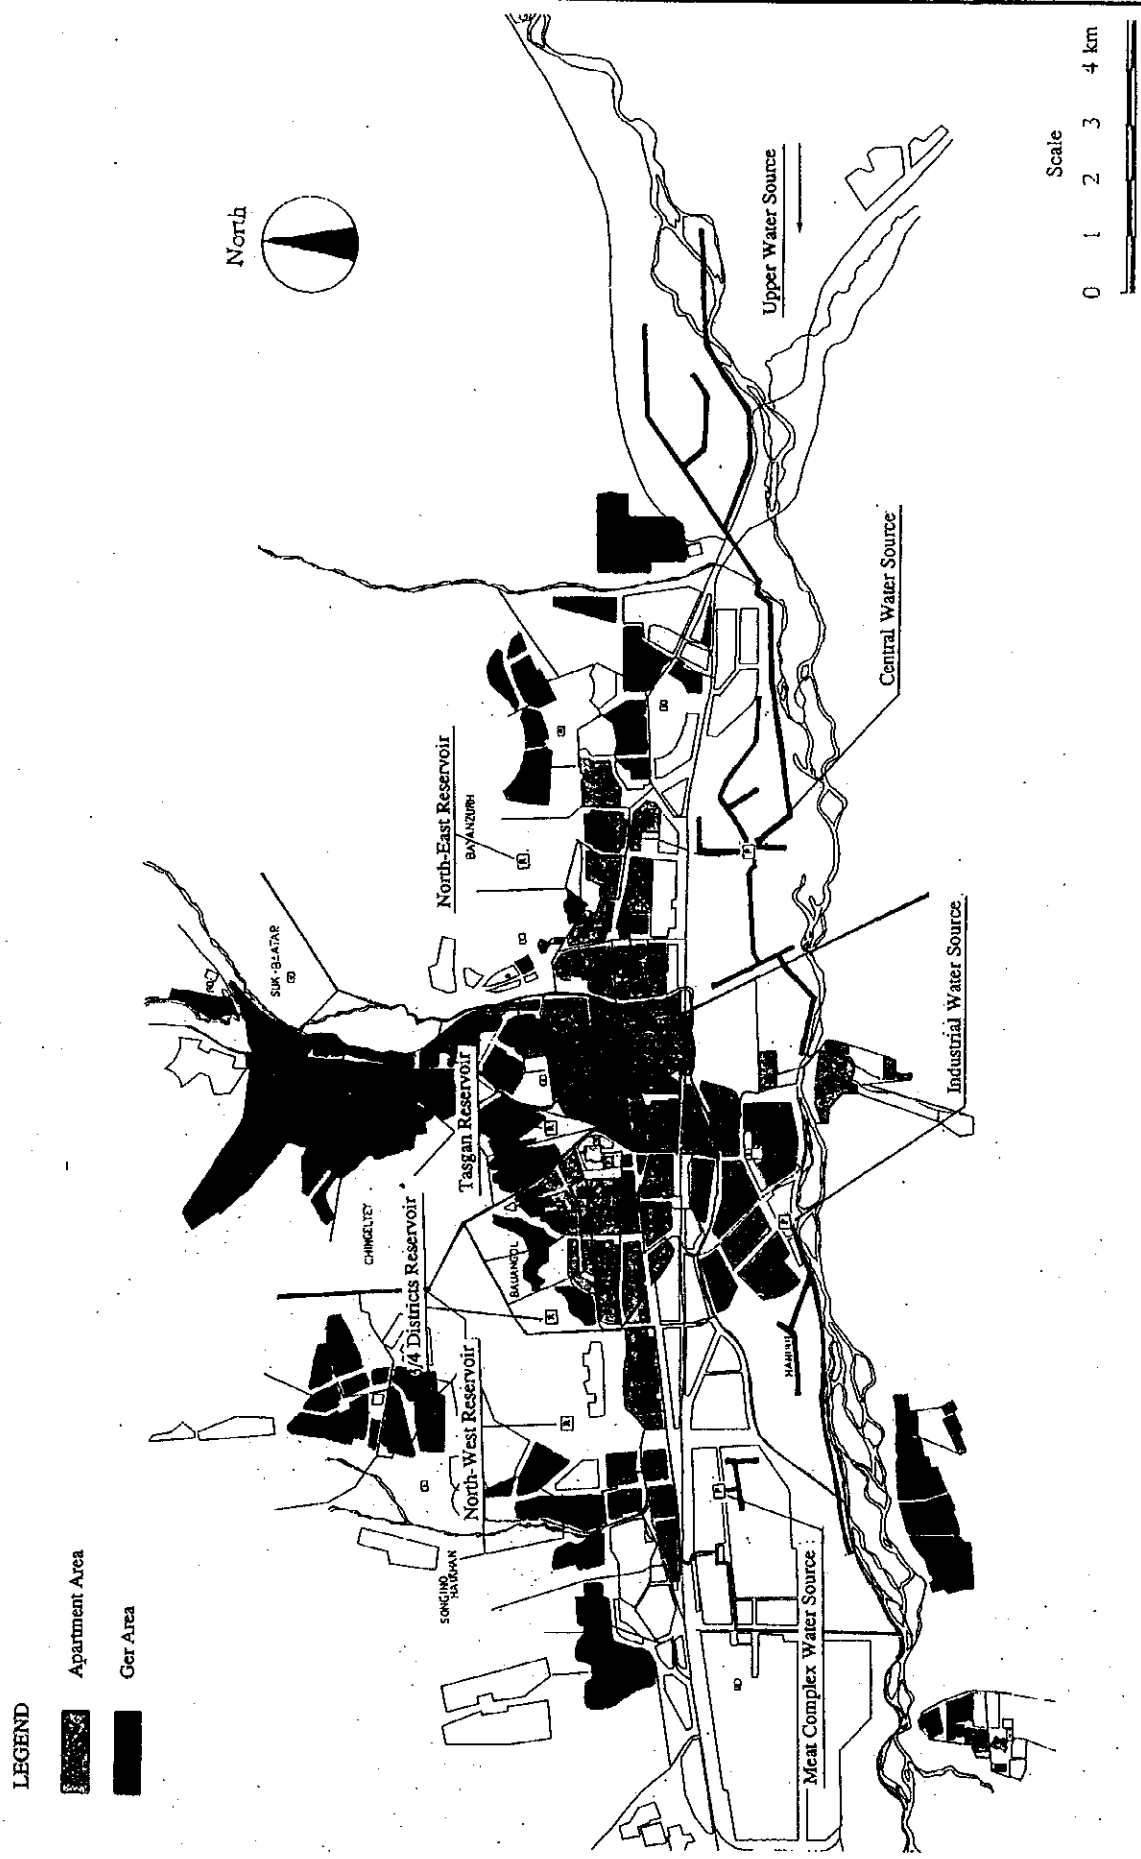 LEGEND
Apartment Area
Ger Area
North
SUK-BAATAR
CHINGELTEY
3/4 Districts Reservoir
Tasgan Reservoir
North-East Reservoir
BAYANZURH
North-West Reservoir
SONGINO
HAIRHAN
Upper Water Source
Central Water Source
Industrial Water Source
Meat Complex Water Source
Scale
0 1 2 3 4 km